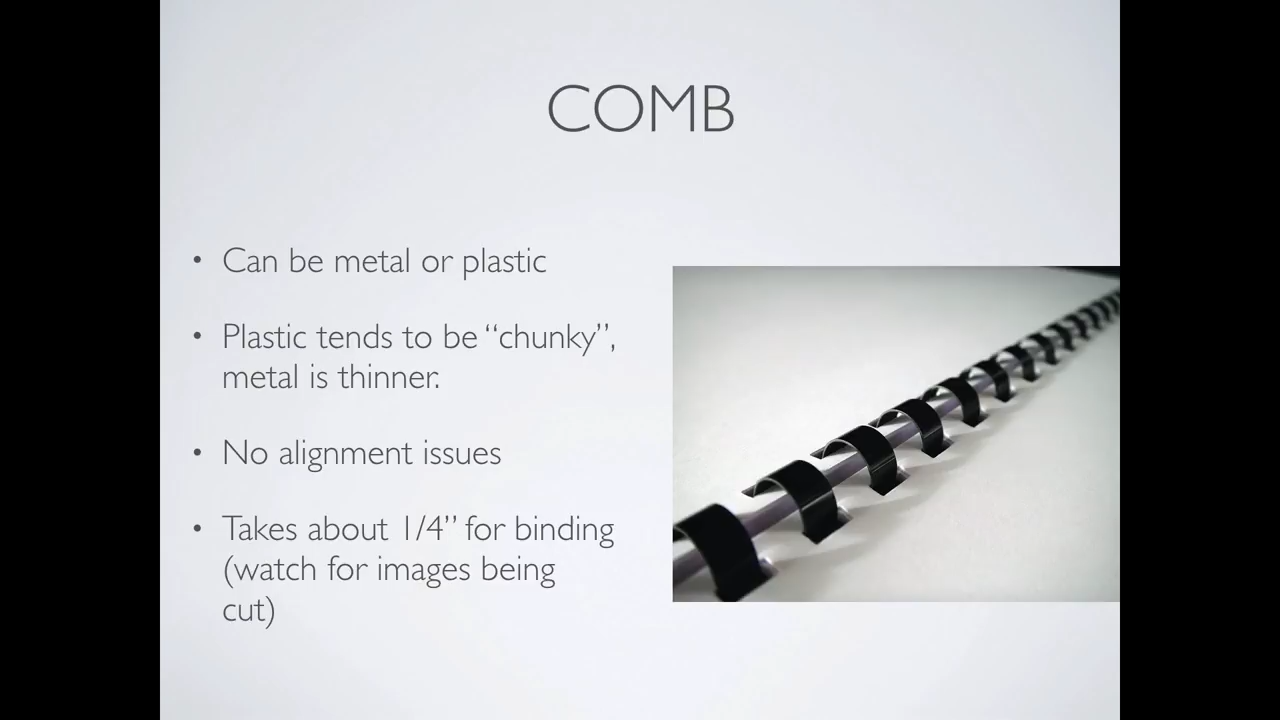 COMB
• Can be metal or plastic
• Plastic tends to be “chunky”,
metal is thinner.
• No alignment issues
• Takes about 1/4” for binding
(watch for images being
cut)